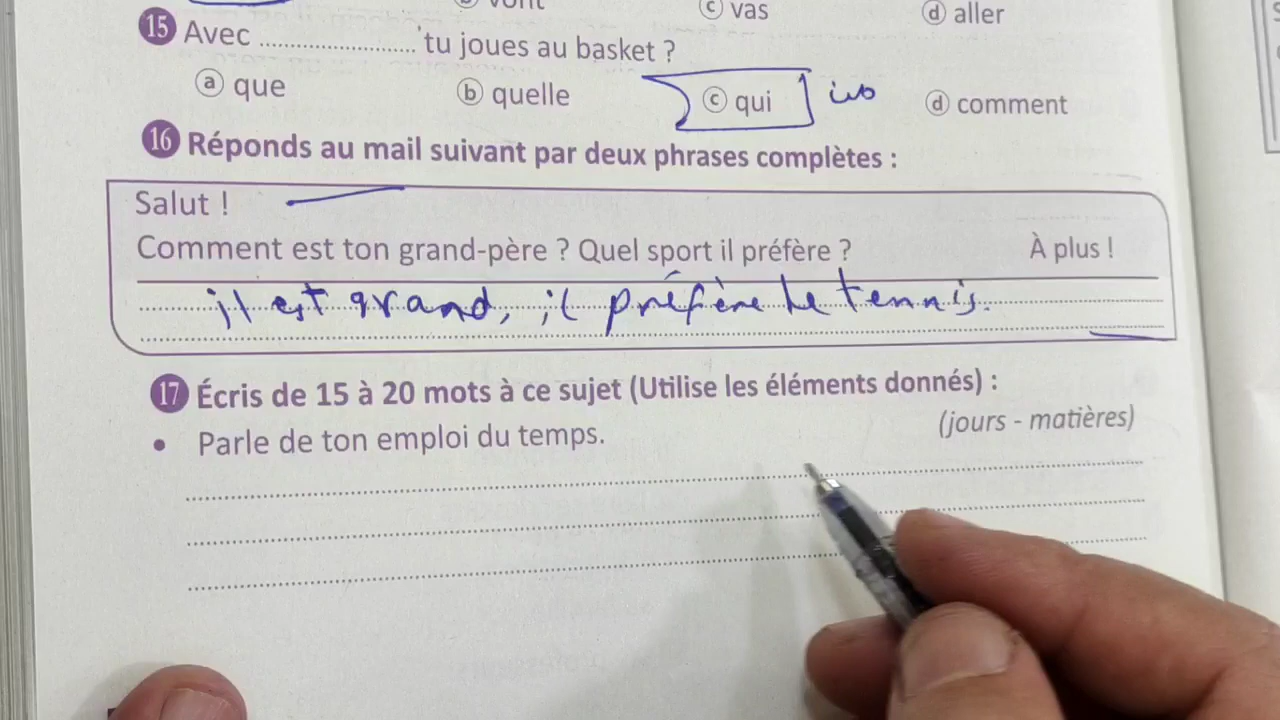 ⓑ vont ⓒ vas ⓓ aller
15 Avec .................... tu joues au basket ?
ⓐ que ⓑ quelle ⓒ qui ⓓ comment
16 Réponds au mail suivant par deux phrases complètes :
Salut !
Comment est ton grand-père ? Quel sport il préfère ? À plus !
il est grand, il préfère le tennis.
17 Écris de 15 à 20 mots à ce sujet (Utilise les éléments donnés) :
• Parle de ton emploi du temps. (jours - matières)